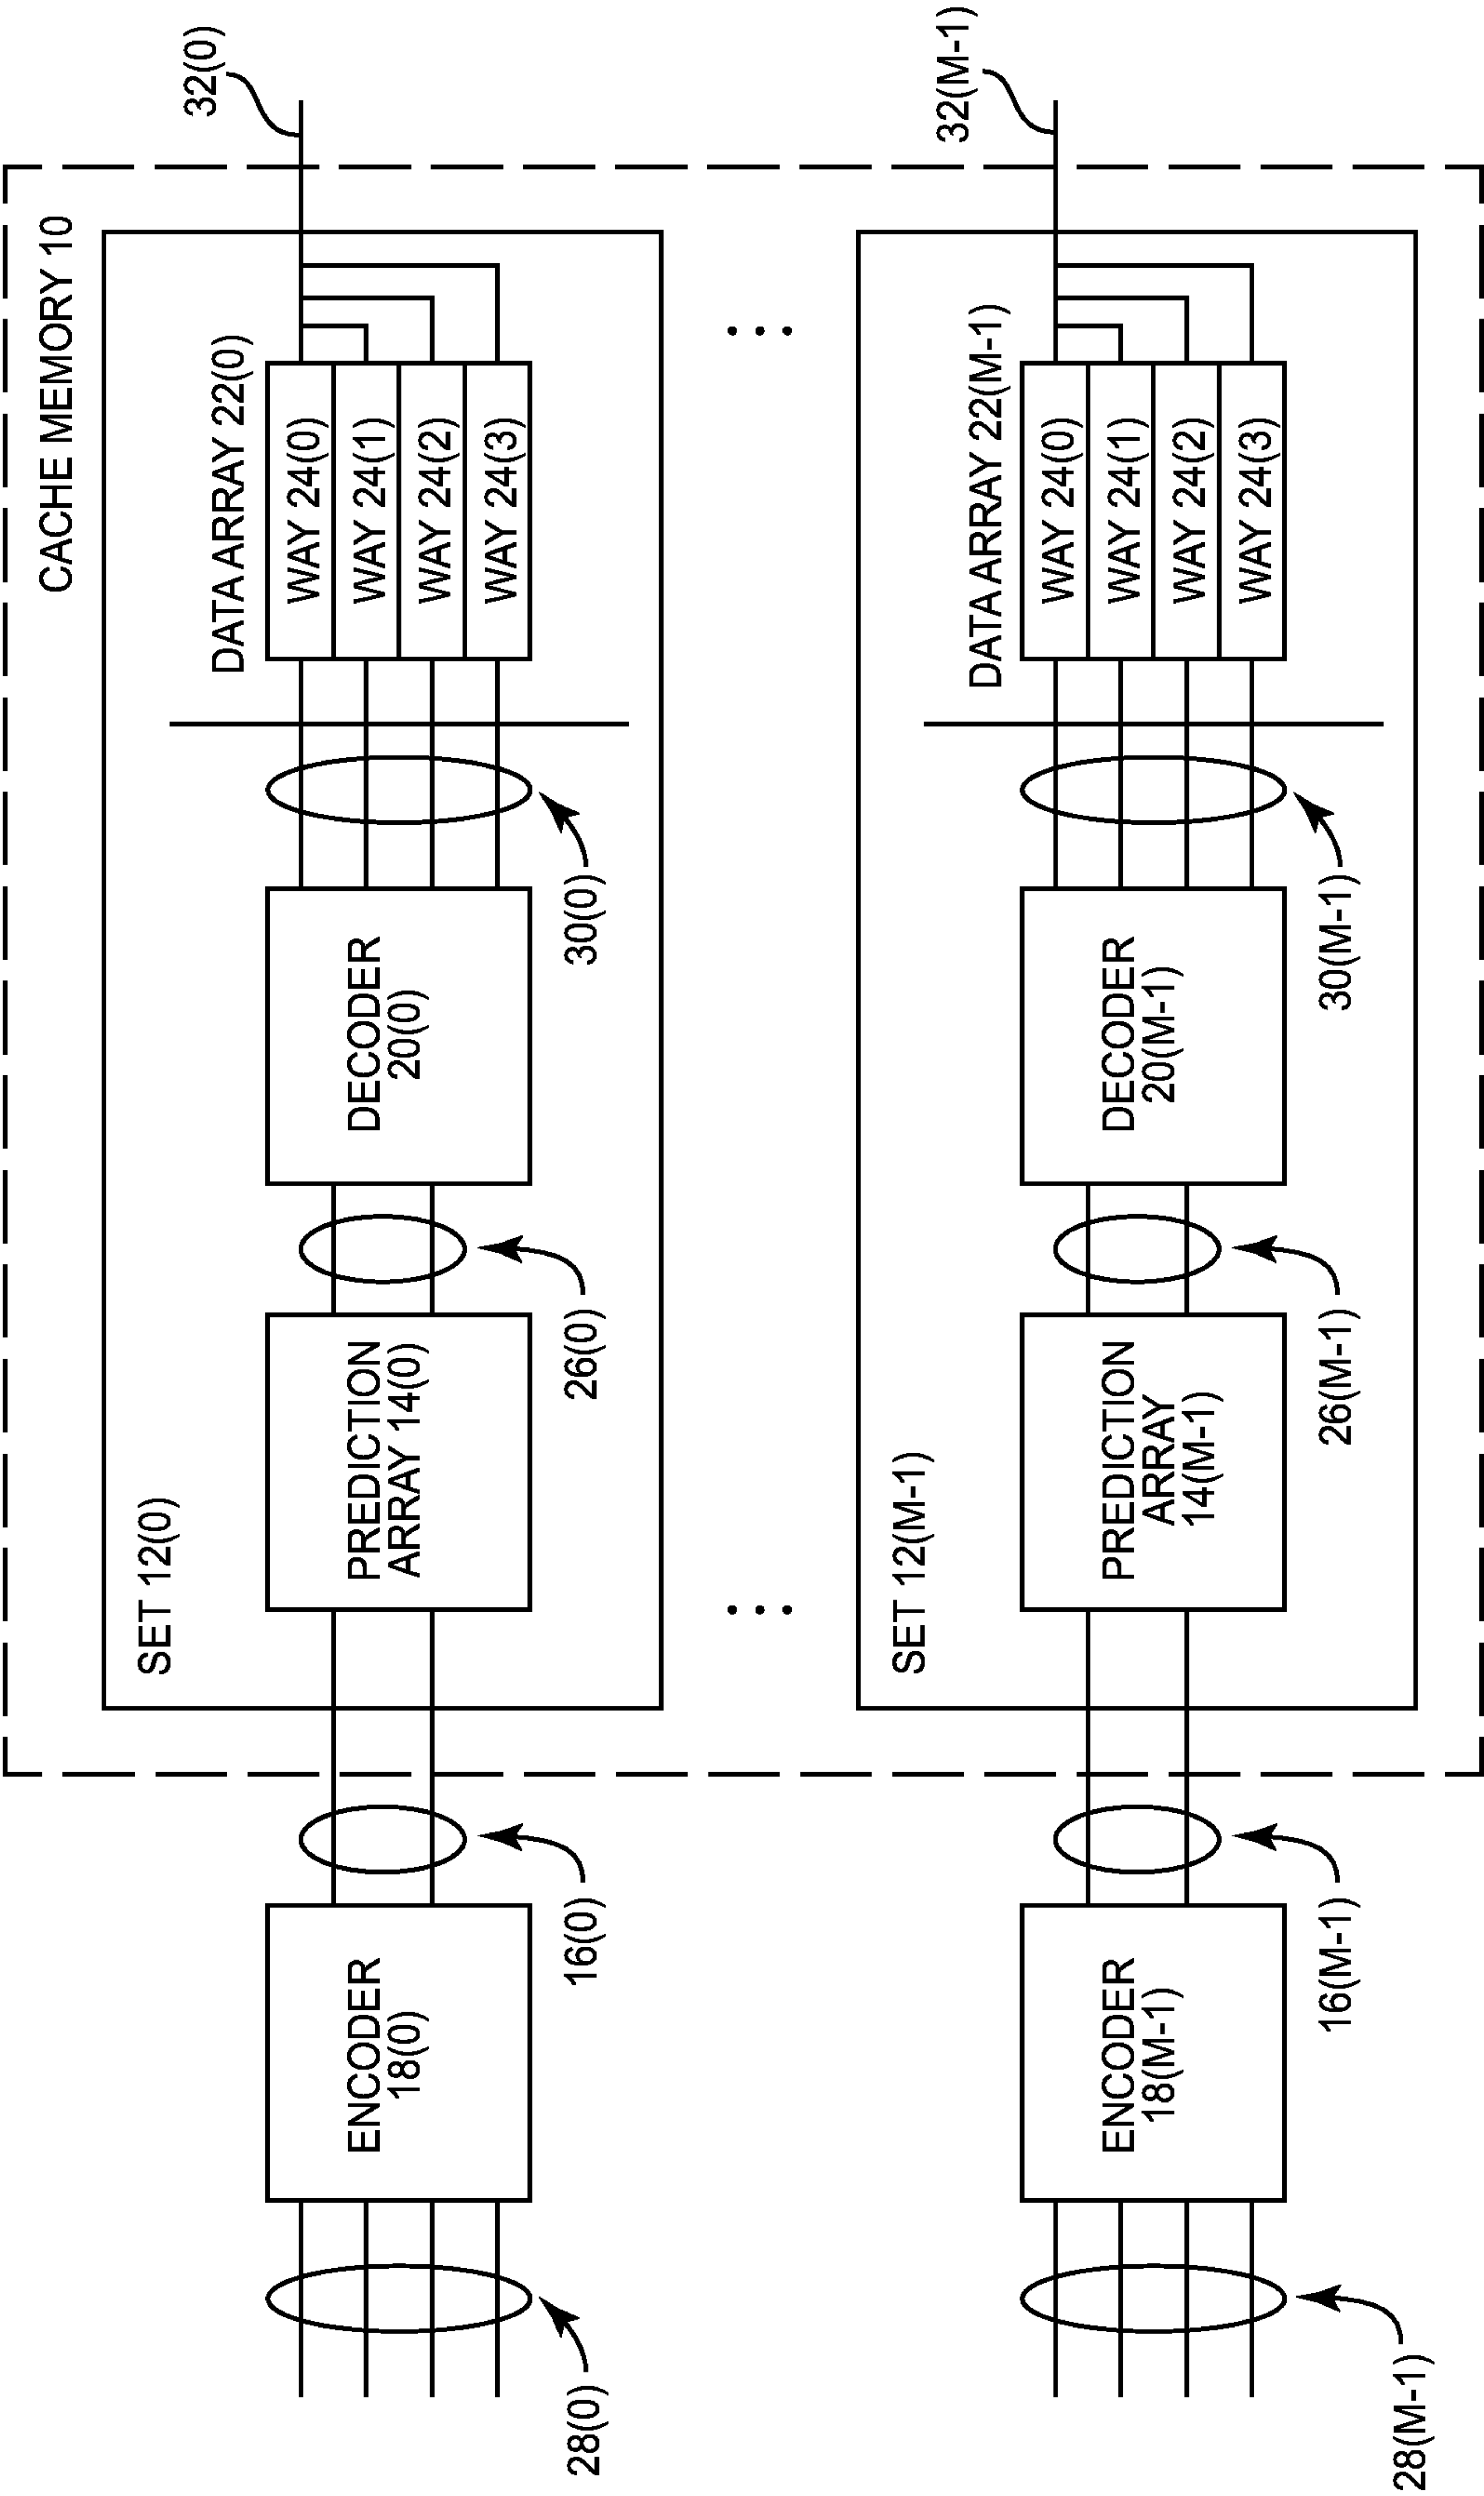 CACHE MEMORY 10
SET 12(0)
DATA ARRAY 22(0)
32(0)
28(0)
ENCODER
18(0)
16(0)
PREDICTION
ARRAY 14(0)
26(0)
DECODER
20(0)
30(0)
WAY 24(0)
WAY 24(1)
WAY 24(2)
WAY 24(3)
SET 12(M-1)
DATA ARRAY 22(M-1)
32(M-1)
28(M-1)
ENCODER
18(M-1)
16(M-1)
PREDICTION
ARRAY
14(M-1)
26(M-1)
DECODER
20(M-1)
30(M-1)
WAY 24(0)
WAY 24(1)
WAY 24(2)
WAY 24(3)